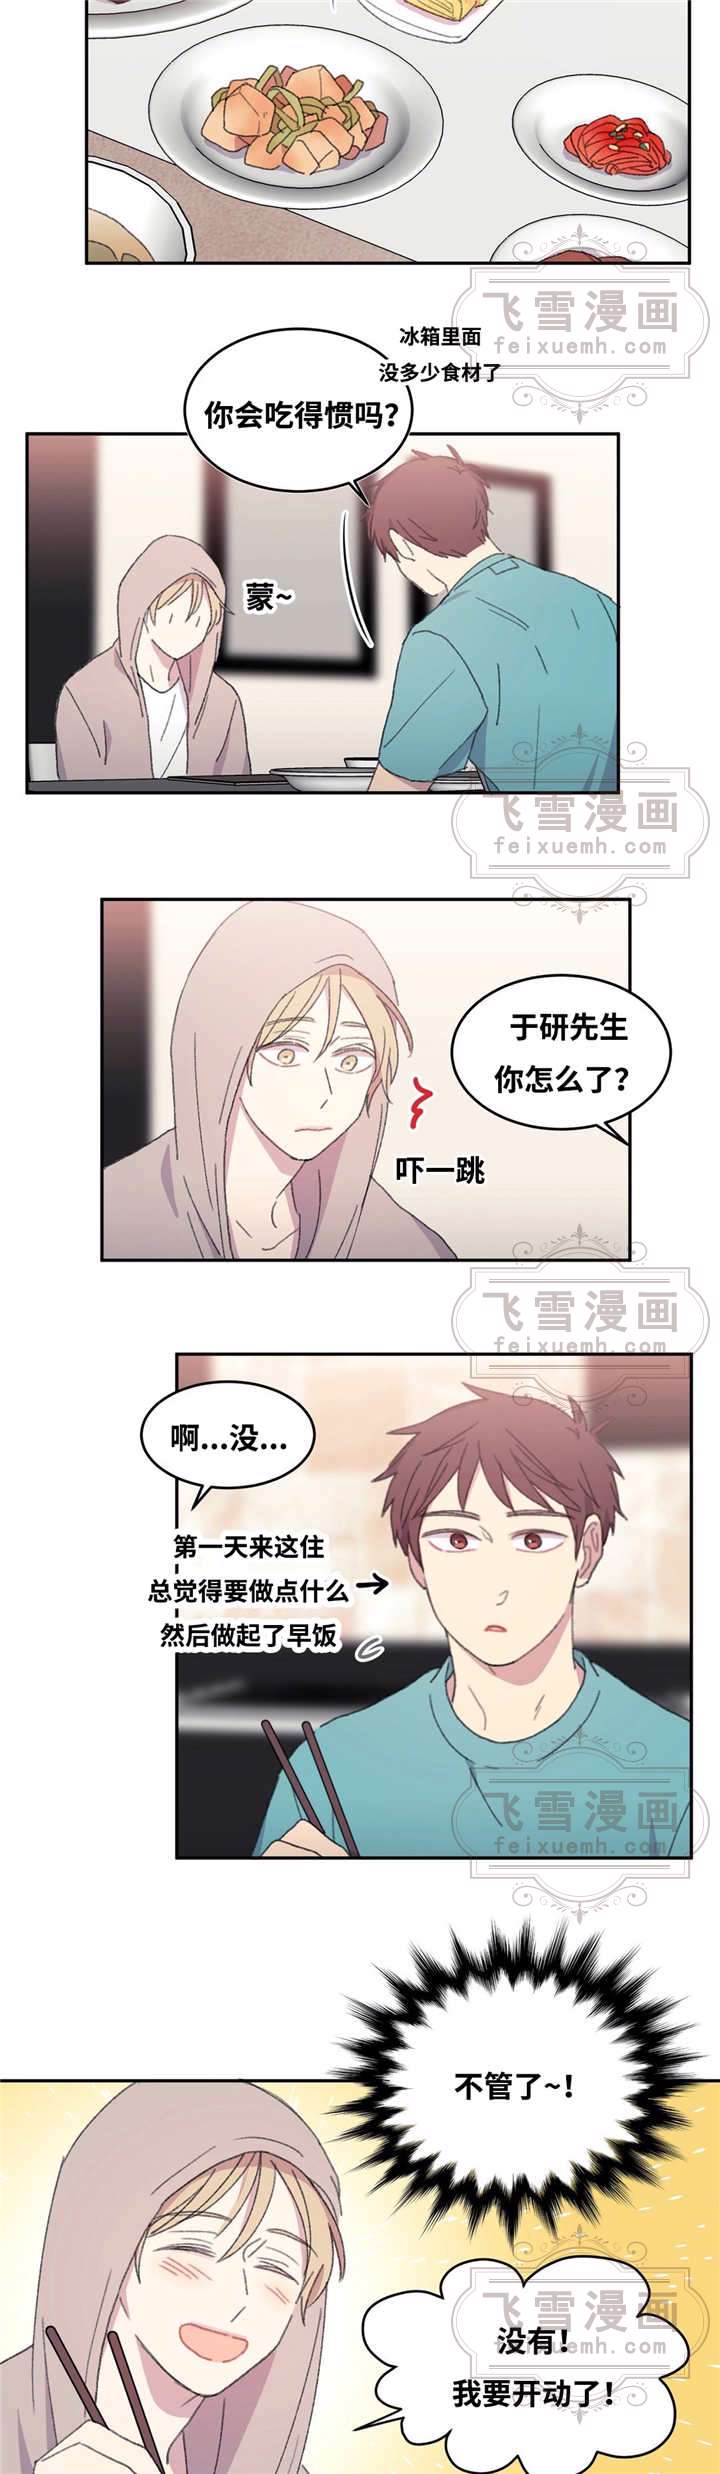 飞雪漫画
feixuemh.com
冰箱里面
没多少食材了
你会吃得惯吗？
蒙~
飞雪漫画
feixuemh.com
于研先生
你怎么了？
吓一跳
飞雪漫画
feixuemh.com
啊...没...
第一天来这住
总觉得要做点什么
然后做起了早饭
飞雪漫画
feixuemh.com
不管了~！
没有！
我要开动了！
飞雪漫画
feixuemh.com